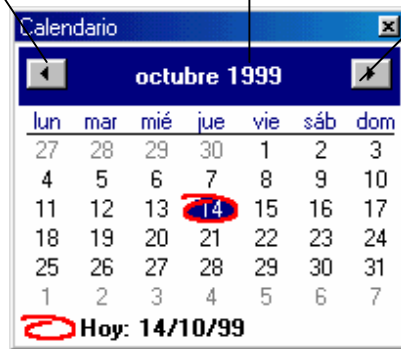 Calendario
octubre 1999
lun mar mié jue vie sáb dom
27 28 29 30 1 2 3
4 5 6 7 8 9 10
11 12 13 14 15 16 17
18 19 20 21 22 23 24
25 26 27 28 29 30 31
1 2 3 4 5 6 7
Hoy: 14/10/99